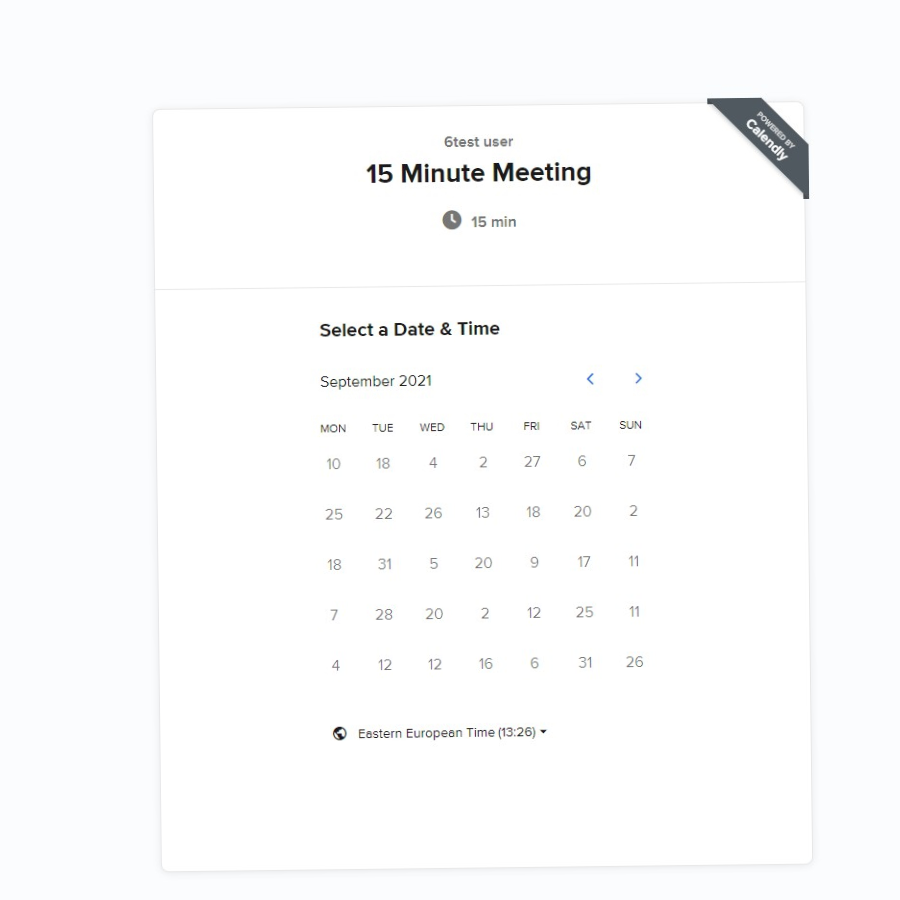 POWERED BY
Calendly
6test user
15 Minute Meeting
15 min
Select a Date & Time
September 2021
MON TUE WED THU FRI SAT SUN
10 18 4 2 27 6 7
25 22 26 13 18 20 2
18 31 5 20 9 17 11
7 28 20 2 12 25 11
4 12 12 16 6 31 26
Eastern European Time (13:26)